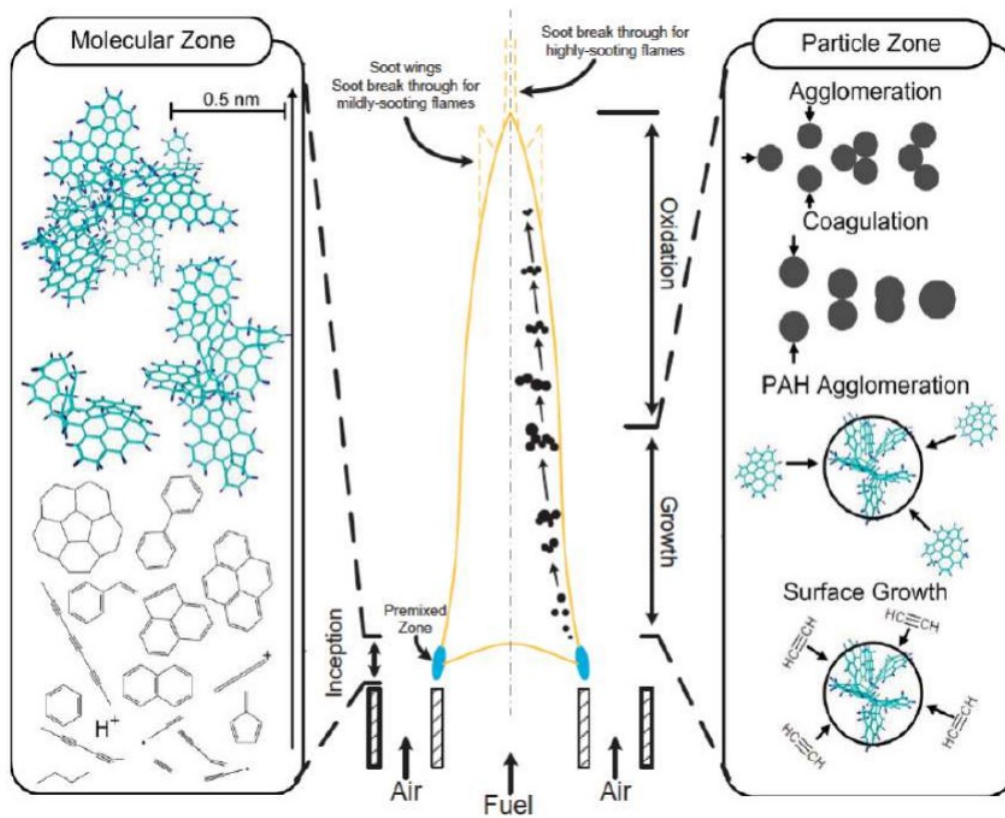 Molecular Zone
0.5 nm
H+
Soot wings
Soot break through for
mildly-sooting flames
Soot break through for
highly-sooting flames
Oxidation
Growth
Premixed
Zone
Inception
Air
Fuel
Air
Particle Zone
Agglomeration
Coagulation
PAH Agglomeration
Surface Growth
HC≡CH
HC≡CH
HC≡CH
HC≡CH